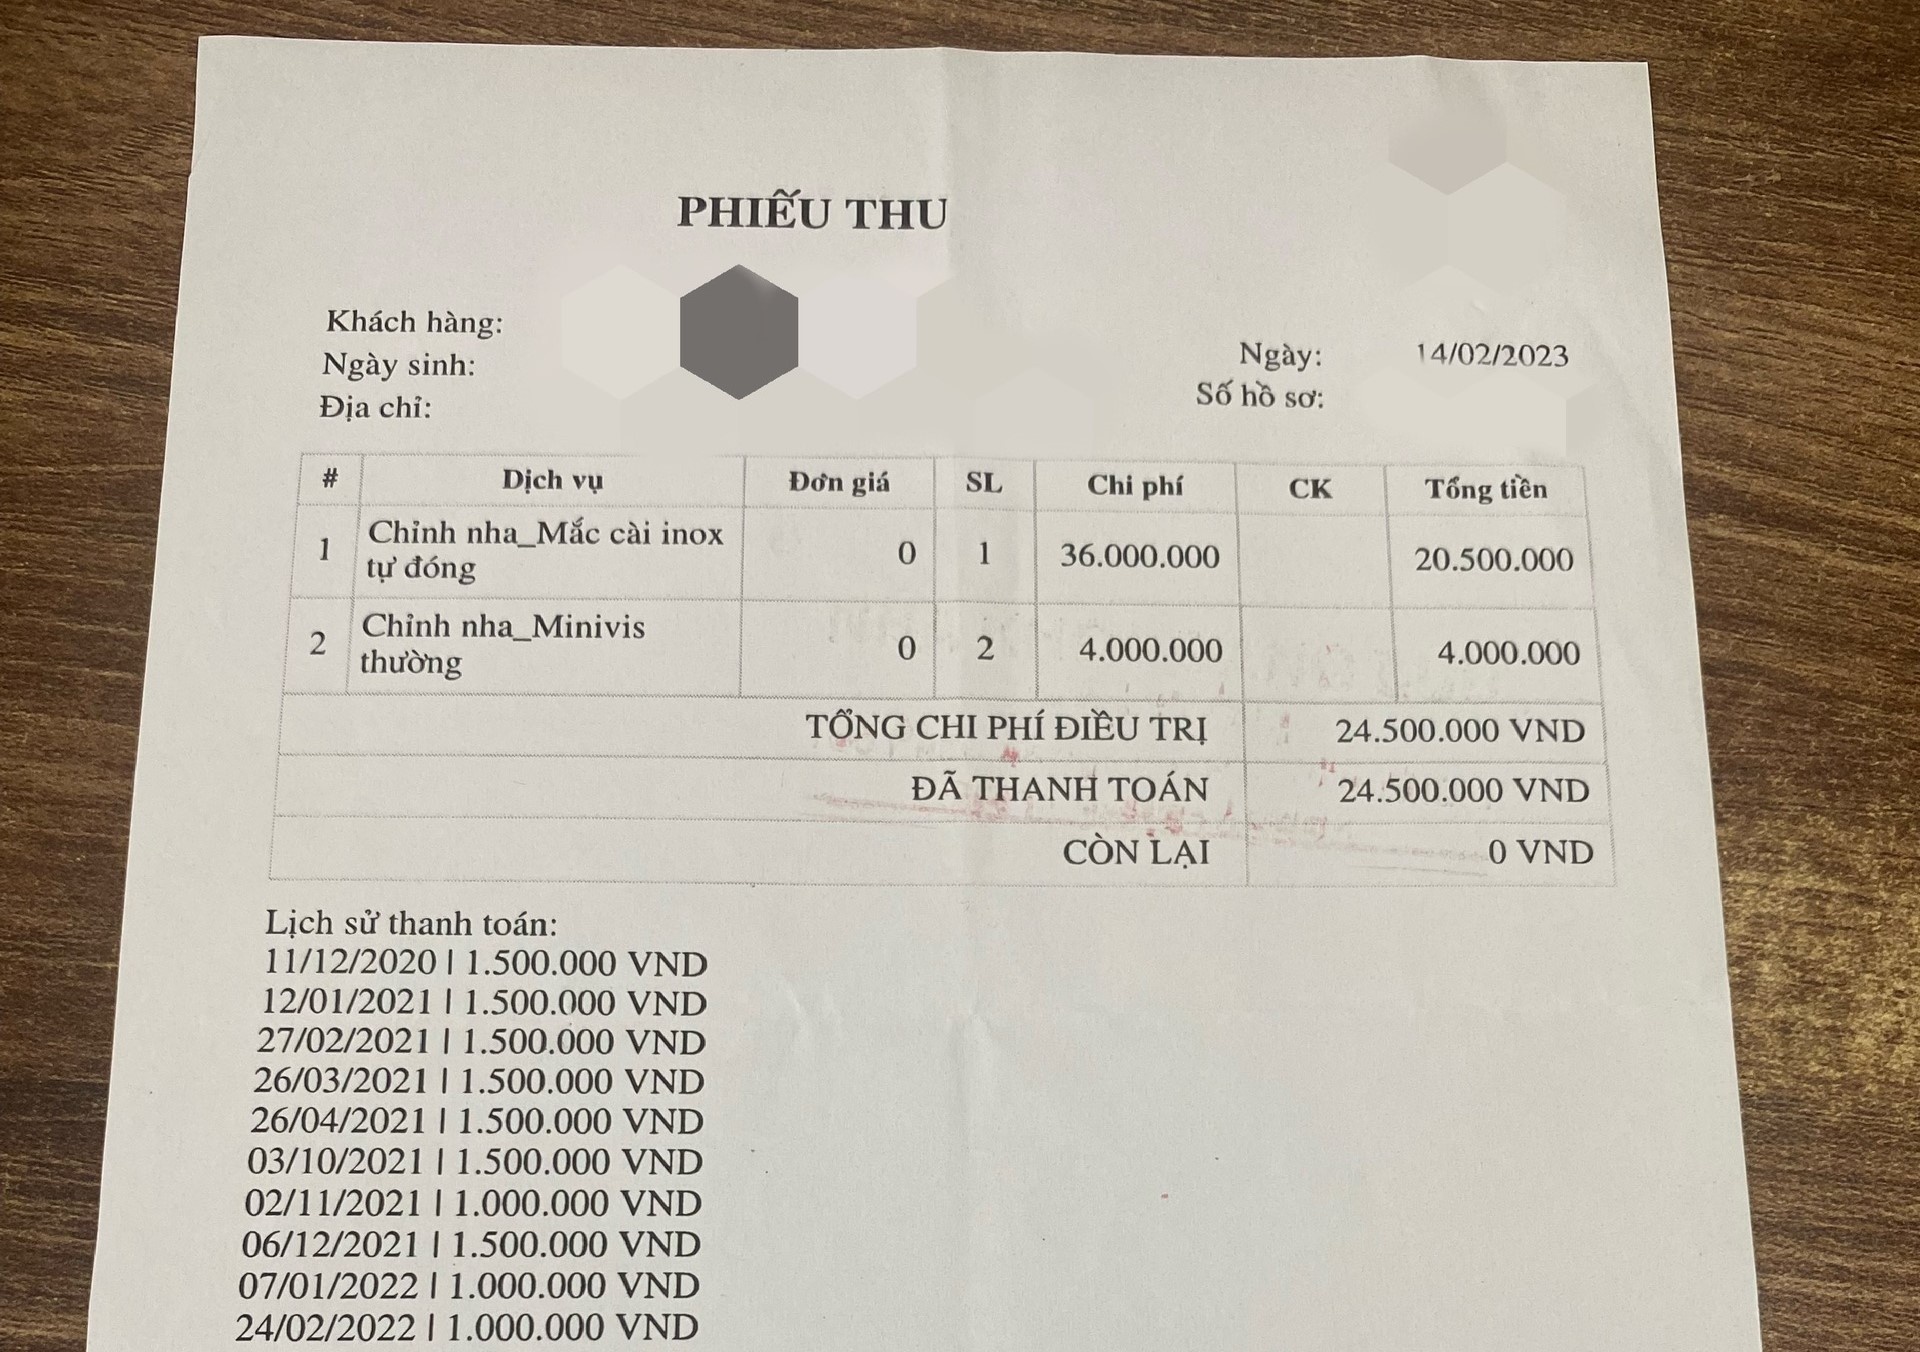 PHIẾU THU
Khách hàng:
Ngày sinh:
Địa chỉ:
Ngày: 14/02/2023
Số hồ sơ:
# Dịch vụ Đơn giá SL Chi phí CK Tổng tiền
1 Chỉnh nha_Mắc cài inox tự đóng 0 1 36.000.000 20.500.000
2 Chỉnh nha_Minivis thường 0 2 4.000.000 4.000.000
TỔNG CHI PHÍ ĐIỀU TRỊ 24.500.000 VND
ĐÃ THANH TOÁN 24.500.000 VND
CÒN LẠI 0 VND
Lịch sử thanh toán:
11/12/2020 | 1.500.000 VND
12/01/2021 | 1.500.000 VND
27/02/2021 | 1.500.000 VND
26/03/2021 | 1.500.000 VND
26/04/2021 | 1.500.000 VND
03/10/2021 | 1.500.000 VND
02/11/2021 | 1.000.000 VND
06/12/2021 | 1.500.000 VND
07/01/2022 | 1.000.000 VND
24/02/2022 | 1.000.000 VND